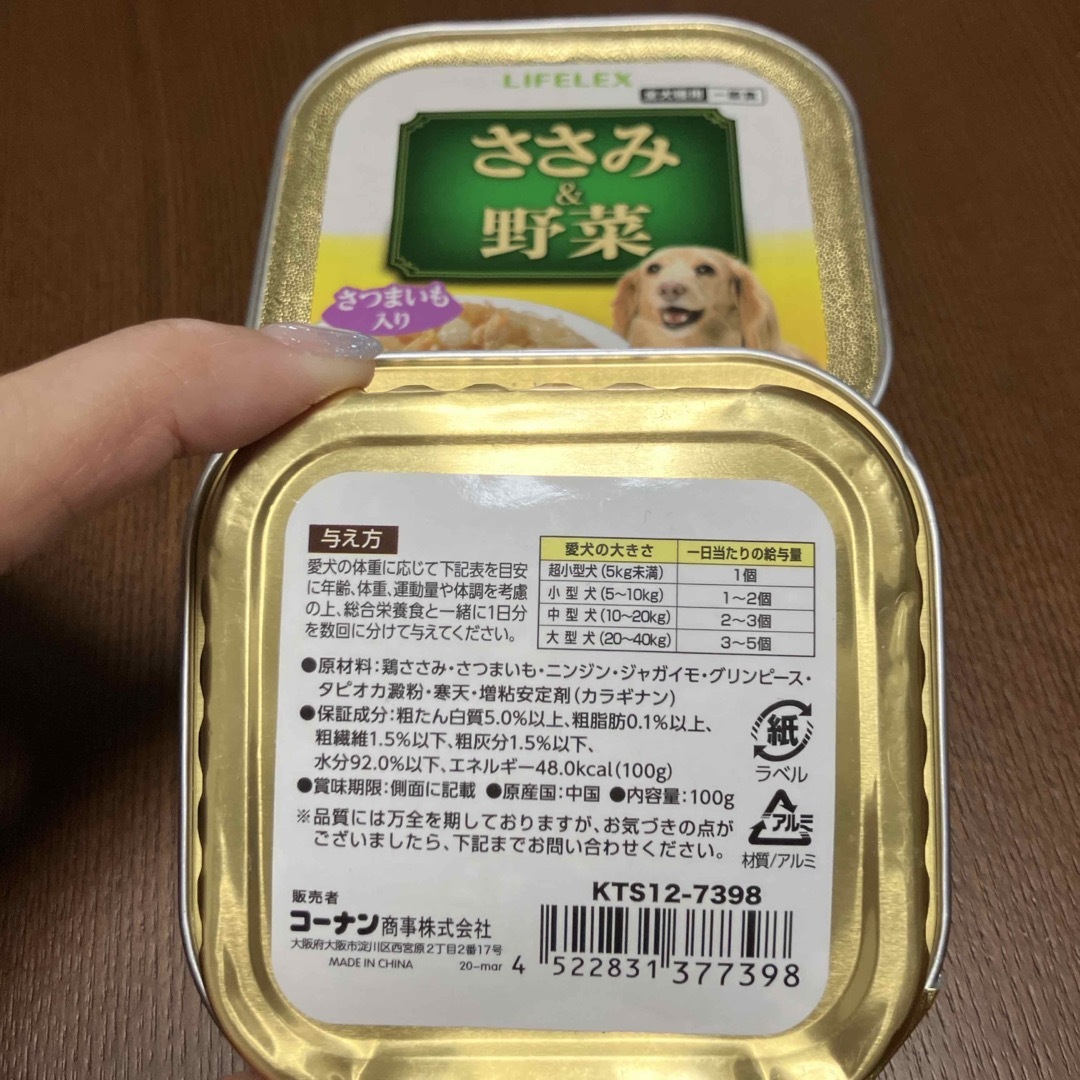 LIFELEX
愛犬専用 一般食
ささみ
&
野菜
さつまいも
入り
与え方
愛犬の体重に応じて下記表を目安
に年齢、体重、運動量や体調を考慮
の上、総合栄養食と一緒に1日分
を数回に分けて与えてください。
愛犬の大きさ 一日当たりの給与量
超小型犬(5kg未満) 1個
小型犬(5〜10kg) 1〜2個
中型犬(10〜20kg) 2〜3個
大型犬(20〜40kg) 3〜5個
●原材料:鶏ささみ・さつまいも・ニンジン・ジャガイモ・グリンピース・
タピオカ澱粉・寒天・増粘安定剤(カラギナン)
●保証成分:粗たん白質5.0%以上、粗脂肪0.1%以上、
粗繊維1.5%以下、粗灰分1.5%以下、
水分92.0%以下、エネルギー48.0kcal(100g)
●賞味期限:側面に記載 ●原産国:中国 ●内容量:100g
※品質には万全を期しておりますが、お気づきの点が
ございましたら、下記までお問い合わせください。
紙
ラベル
アルミ
材質/アルミ
販売者
コーナン商事株式会社
大阪府大阪市淀川区西宮原2丁目2番17号
MADE IN CHINA 20-mar
KTS12-7398
4 522831 377398